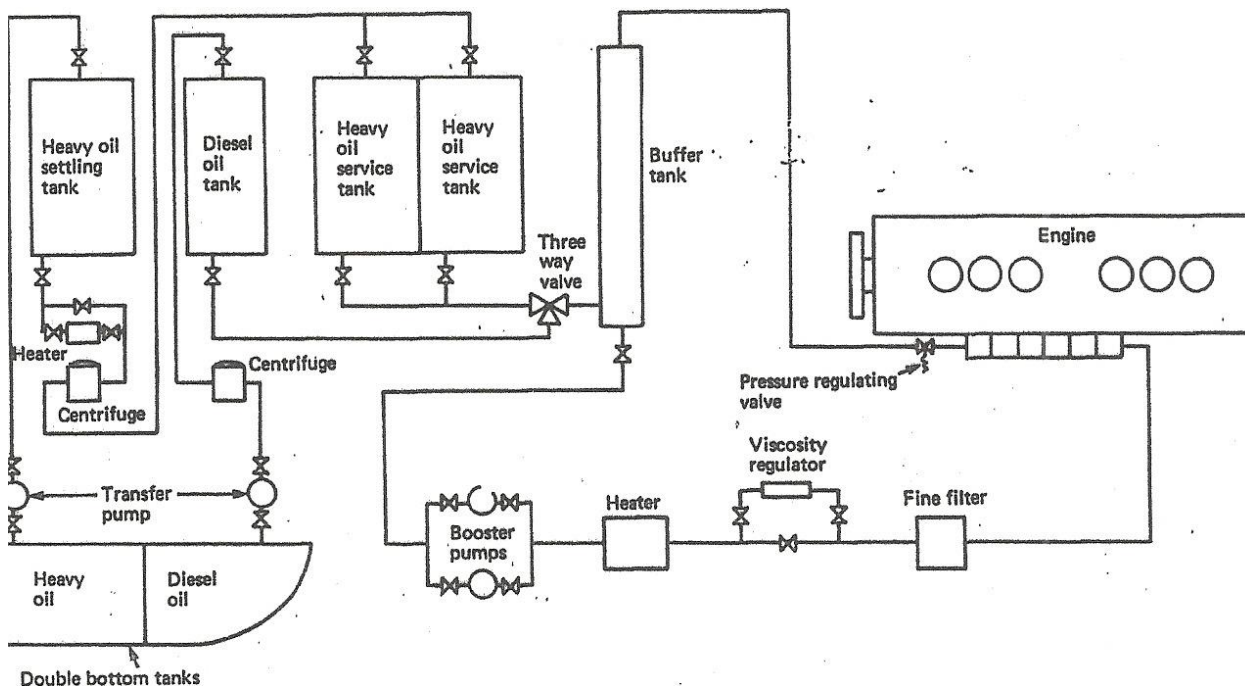 Heavy oil
settling
tank
Diesel
oil
tank
Heavy
oil
service
tank
Heavy
oil
service
tank
Buffer
tank
Three
way
valve
Engine
Heater
Centrifuge
Centrifuge
Pressure regulating
valve
Viscosity
regulator
Transfer
pump
Booster
pumps
Heater
Fine filter
Heavy
oil
Diesel
oil
Double bottom tanks